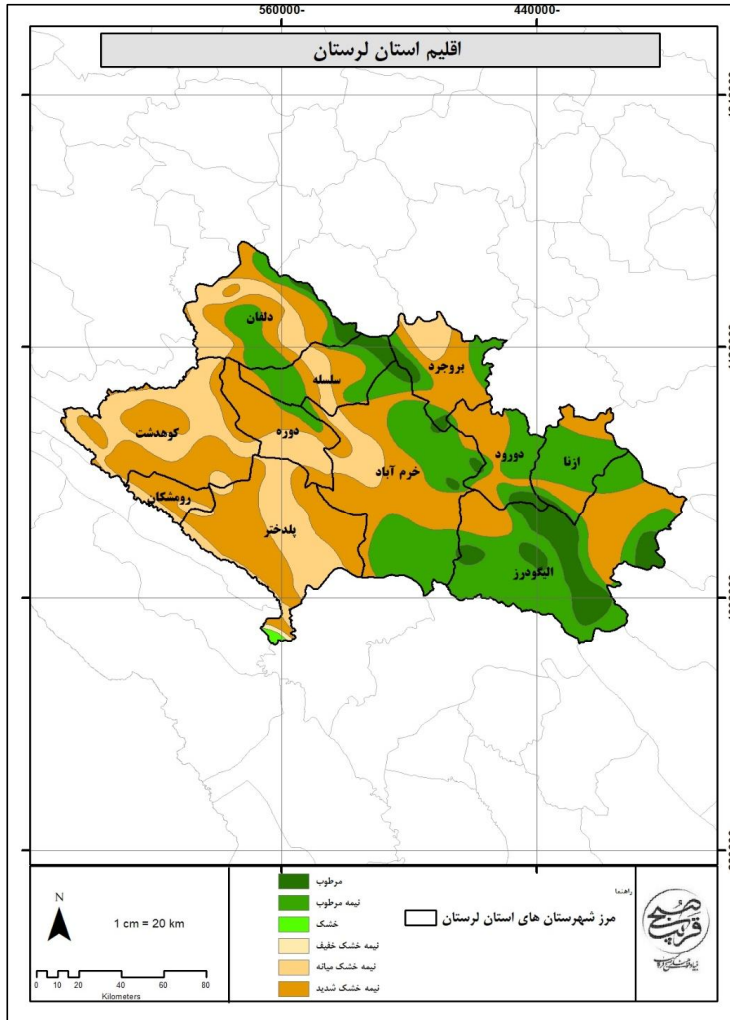 560000-
440000-
اقلیم استان لرستان
دلفان
بروجرد
سلسله
کوهدشت
دوره
خرم آباد
دورود
ازنا
رومشکان
پلدختر
الیگودرز
راهنما
مرطوب
نیمه مرطوب
خشک
نیمه خشک خفیف
نیمه خشک میانه
نیمه خشک شدید
مرز شهرستان های استان لرستان
N
1 cm = 20 km
0 10 20 40 60 80
Kilometers
صبح
قریب